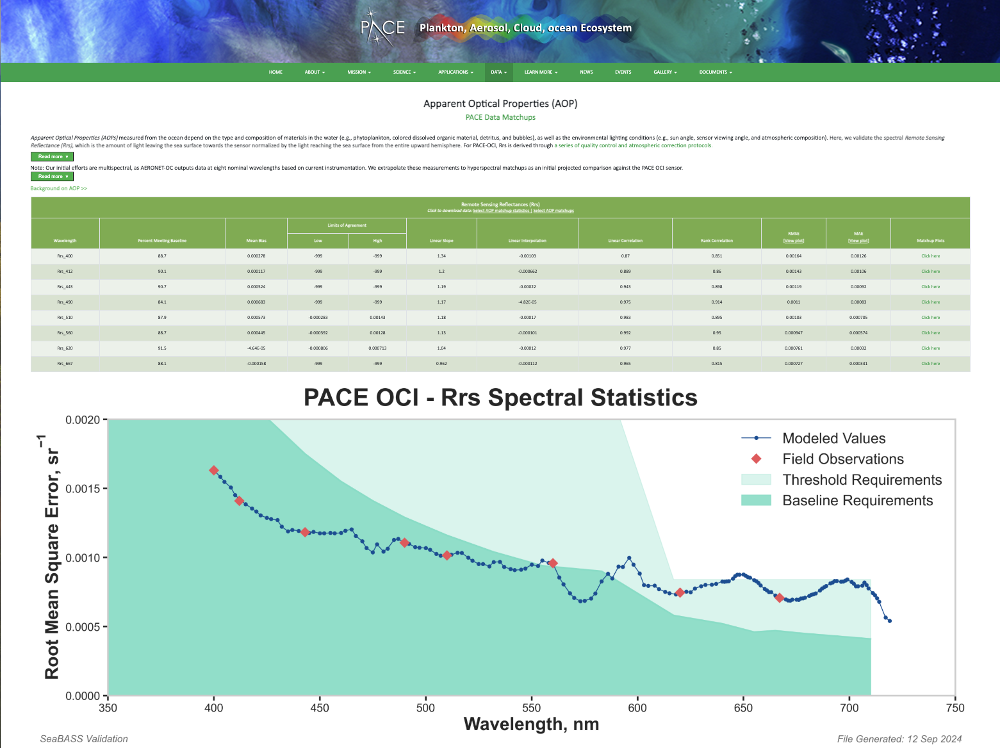 PACE Plankton, Aerosol, Cloud, ocean Ecosystem
HOME ABOUT MISSION SCIENCE APPLICATIONS DATA LEARN MORE NEWS EVENTS GALLERY DOCUMENTS
Apparent Optical Properties (AOP)
PACE Data Matchups
Apparent Optical Properties (AOPs) measured from the ocean depend on the type and composition of materials in the water (e.g., phytoplankton, colored dissolved organic material, detritus, and bubbles), as well as the environmental lighting conditions (e.g., sun angle, sensor viewing angle, and atmospheric composition). Here, we validate the spectral Remote Sensing
Reflectance (Rrs), which is the amount of light leaving the sea surface towards the sensor normalized by the light reaching the sea surface from the entire upward hemisphere. For PACE-OCI, Rrs is derived through a series of quality control and atmospheric correction protocols.
Read more ▼
Note: Our initial efforts are multispectral, as AERONET-OC outputs data at eight nominal wavelengths based on current instrumentation. We extrapolate these measurements to hyperspectral matchups as an initial projected comparison against the PACE OCI sensor.
Read more ▼
Background on AOP >>
Remote Sensing Reflectances (Rrs)
Click to download data: Select AOP matchup statistics | Select AOP matchups
Limits of Agreement
Wavelength Percent Meeting Baseline Mean Bias Low High Linear Slope Linear Interpolation Linear Correlation Rank Correlation RMSE [View plot] MAE [View plot] Matchup Plots
Rrs_400 88.7 0.000278 -999 -999 1.34 -0.00103 0.87 0.851 0.00164 0.00126 Click here
Rrs_412 90.1 0.000117 -999 -999 1.2 -0.000662 0.889 0.86 0.00143 0.00106 Click here
Rrs_443 90.7 0.000524 -999 -999 1.19 -0.00022 0.943 0.898 0.00119 0.00092 Click here
Rrs_490 84.1 0.000683 -999 -999 1.17 -4.82E-05 0.975 0.914 0.0011 0.00083 Click here
Rrs_510 87.9 0.000573 -0.000283 0.00143 1.18 -0.00017 0.983 0.895 0.00103 0.000705 Click here
Rrs_560 88.7 0.000445 -0.000392 0.00128 1.13 -0.000101 0.992 0.95 0.000947 0.000574 Click here
Rrs_620 91.5 -4.64E-05 -0.000806 0.000713 1.04 -0.00012 0.977 0.85 0.000761 0.00032 Click here
Rrs_667 88.1 -0.000158 -999 -999 0.962 -0.000112 0.965 0.815 0.000727 0.000331 Click here
PACE OCI - Rrs Spectral Statistics
Root Mean Square Error, sr⁻¹
0.0020
0.0015
0.0010
0.0005
0.0000
Modeled Values
Field Observations
Threshold Requirements
Baseline Requirements
350 400 450 500 550 600 650 700 750
Wavelength, nm
SeaBASS Validation
File Generated: 12 Sep 2024